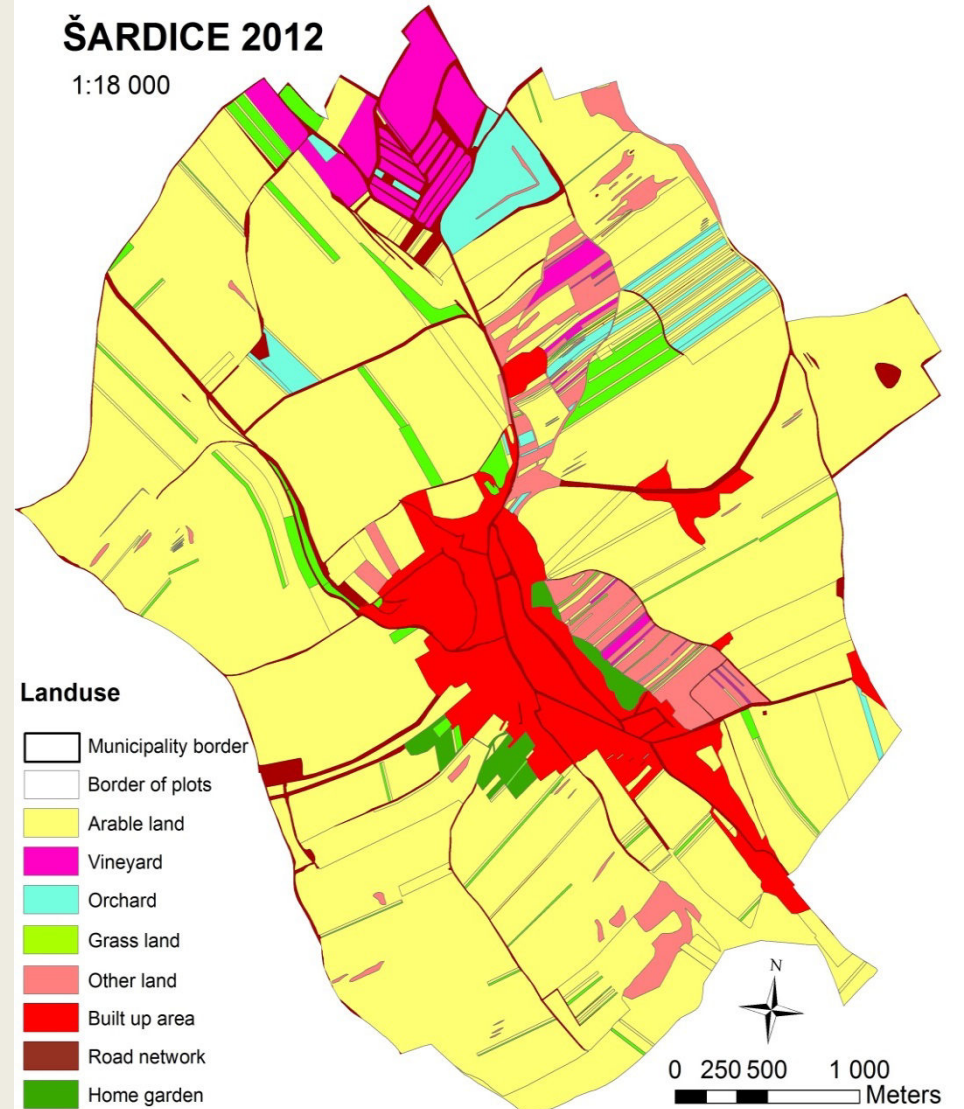 ŠARDICE 2012
1:18 000
Landuse
Municipality border
Border of plots
Arable land
Vineyard
Orchard
Grass land
Other land
Built up area
Road network
Home garden
N
0 250 500 1 000
Meters